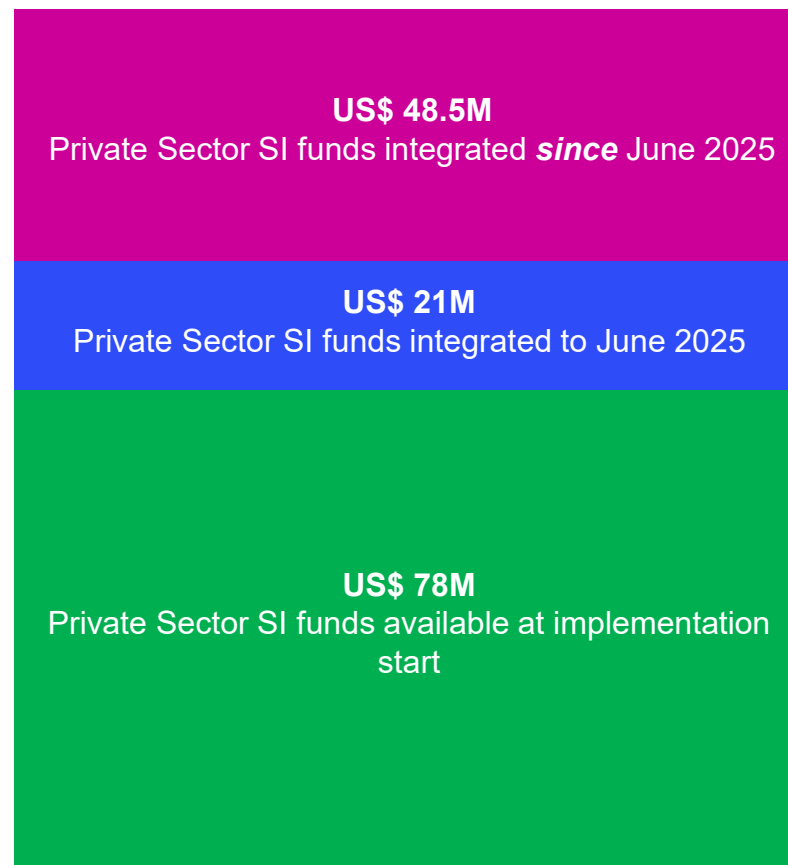 US$ 48.5M
Private Sector SI funds integrated since June 2025
US$ 21M
Private Sector SI funds integrated to June 2025
US$ 78M
Private Sector SI funds available at implementation
start